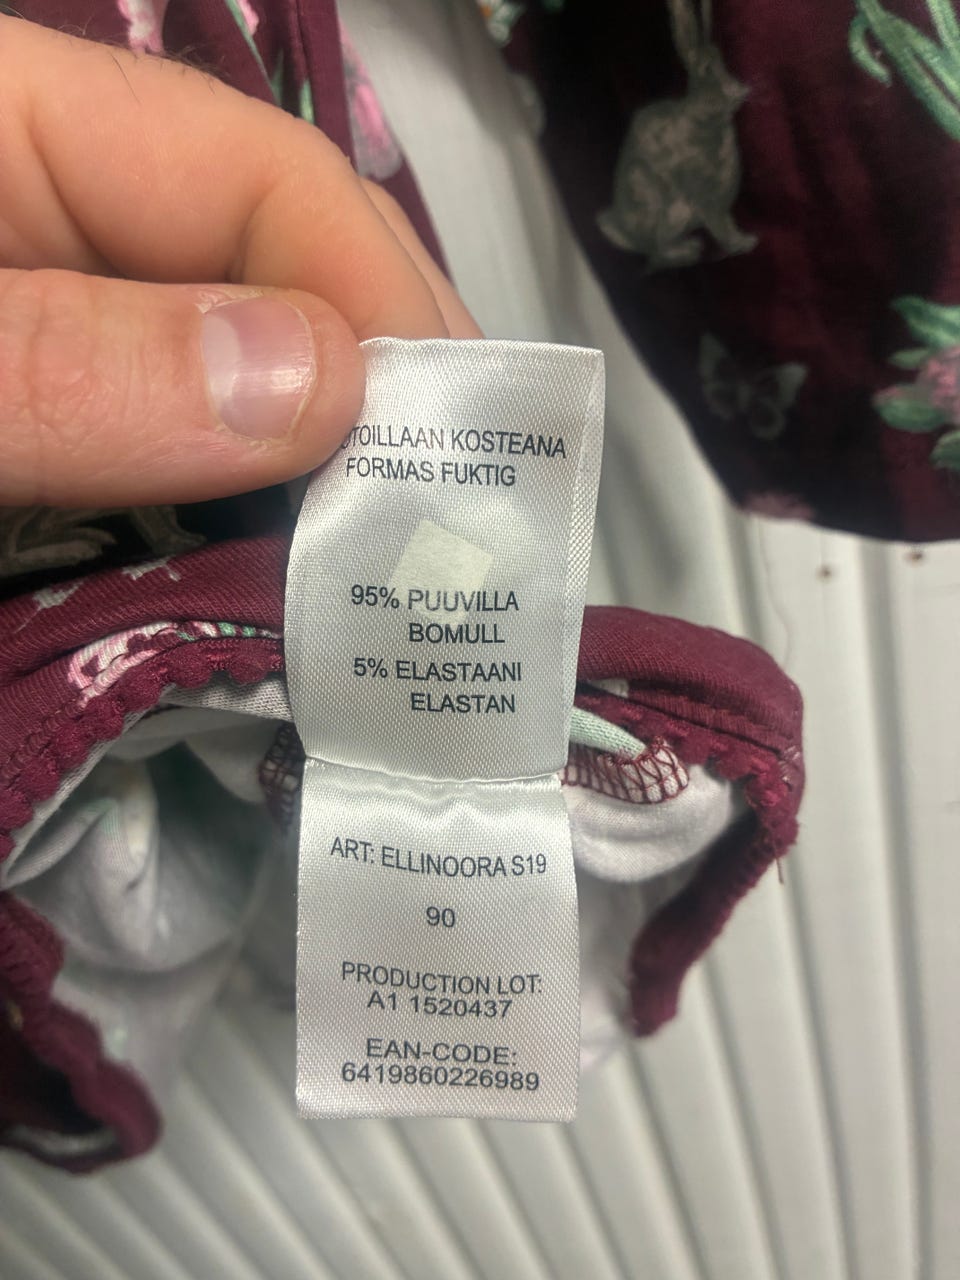 KOSTEANA
FORMAS FUKTIG
95% PUUVILLA
BOMULL
5% ELASTAANI
ELASTAN
ART: ELLINOORA S19
90
PRODUCTION LOT:
A1 1520437
EAN-CODE:
6419860226989